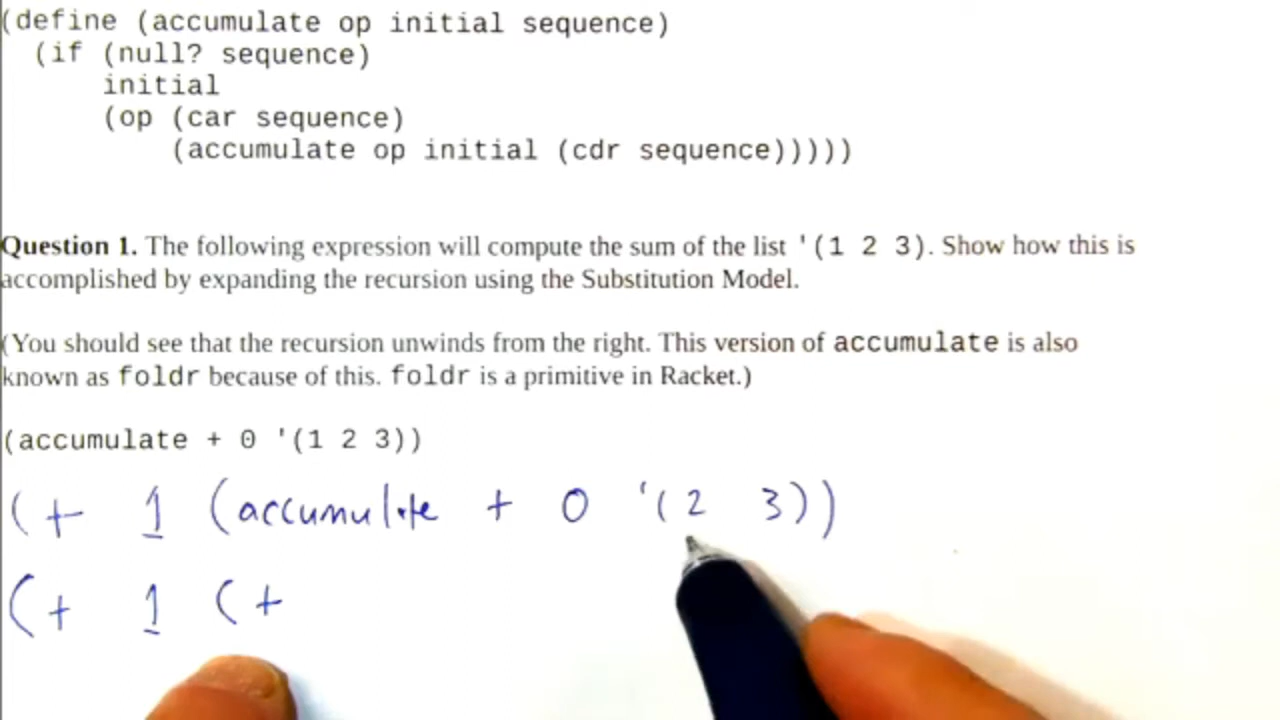 (define (accumulate op initial sequence)
(if (null? sequence)
initial
(op (car sequence)
(accumulate op initial (cdr sequence)))))
Question 1. The following expression will compute the sum of the list '(1 2 3). Show how this is
accomplished by expanding the recursion using the Substitution Model.
(You should see that the recursion unwinds from the right. This version of accumulate is also
known as foldr because of this. foldr is a primitive in Racket.)
(accumulate + 0 '(1 2 3))
(+ 1 (accumulate + 0 '(2 3))
(+ 1 (+